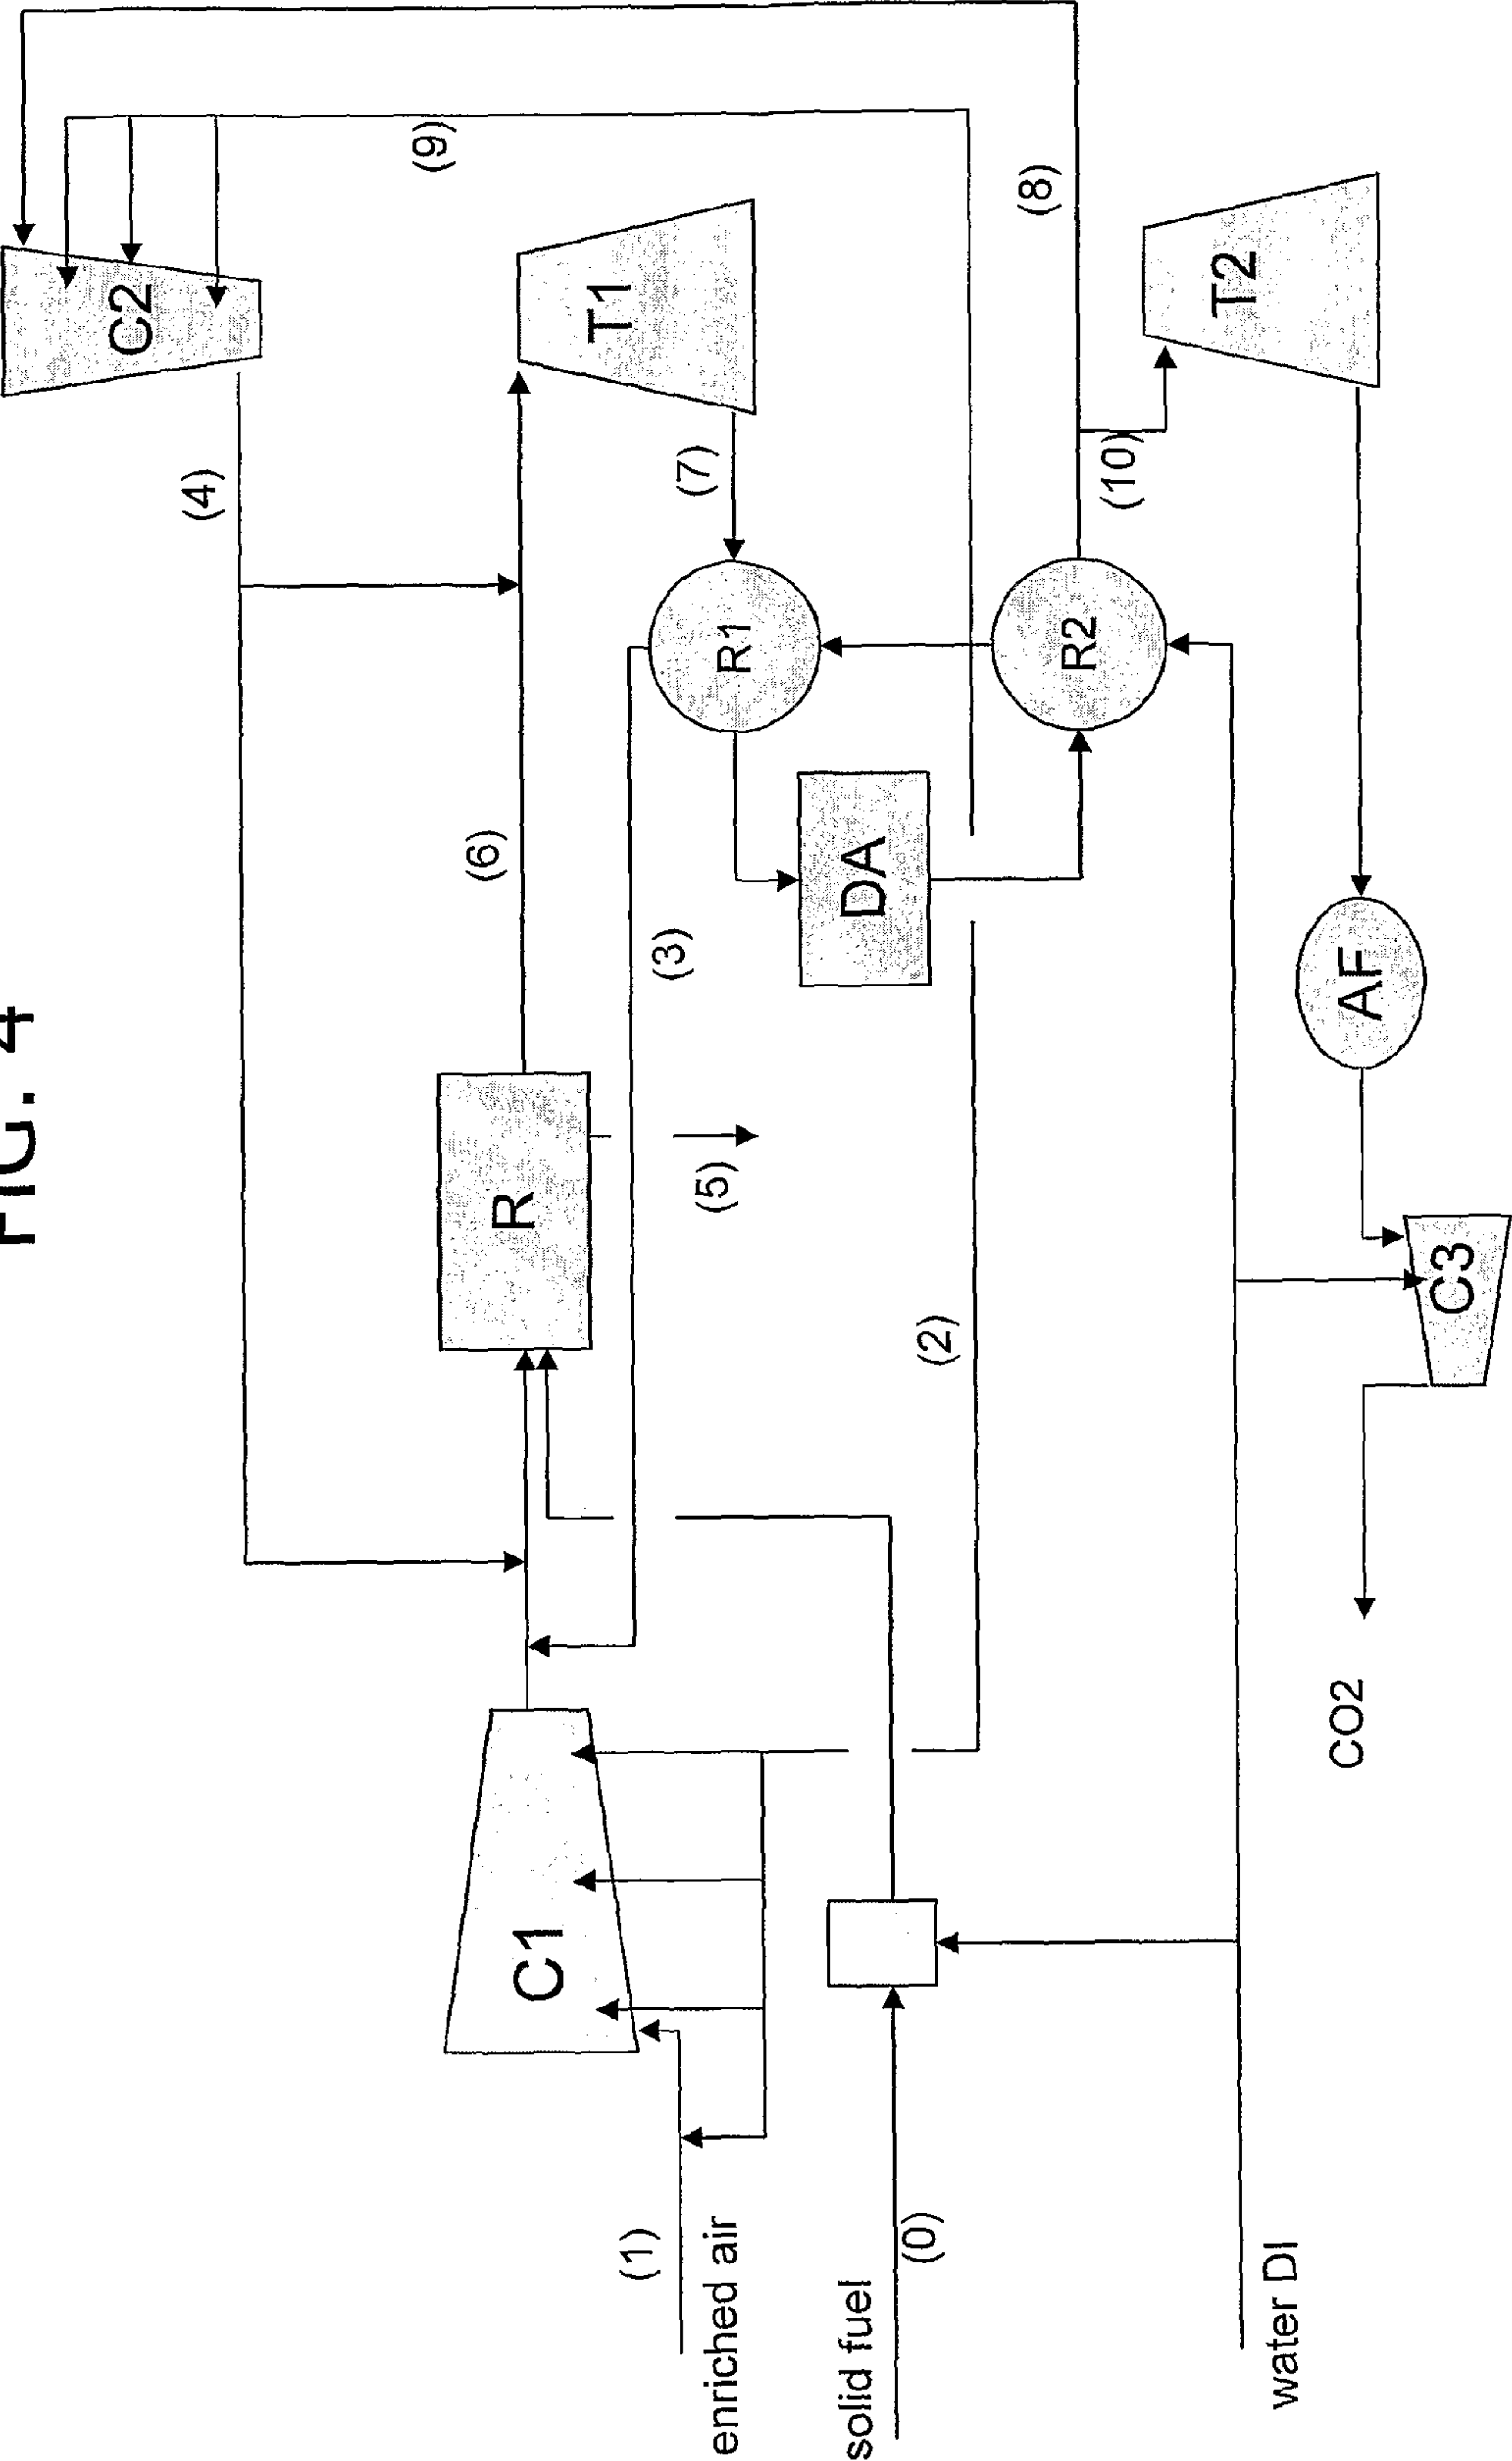 FIG. 4
C2
(9)
(4)
T1
(8)
T2
(6)
(7)
(10)
R1
R2
(3)
DA
R
(5)
AF
(2)
C3
C1
CO2
(1)
enriched air
(0)
solid fuel
water DI